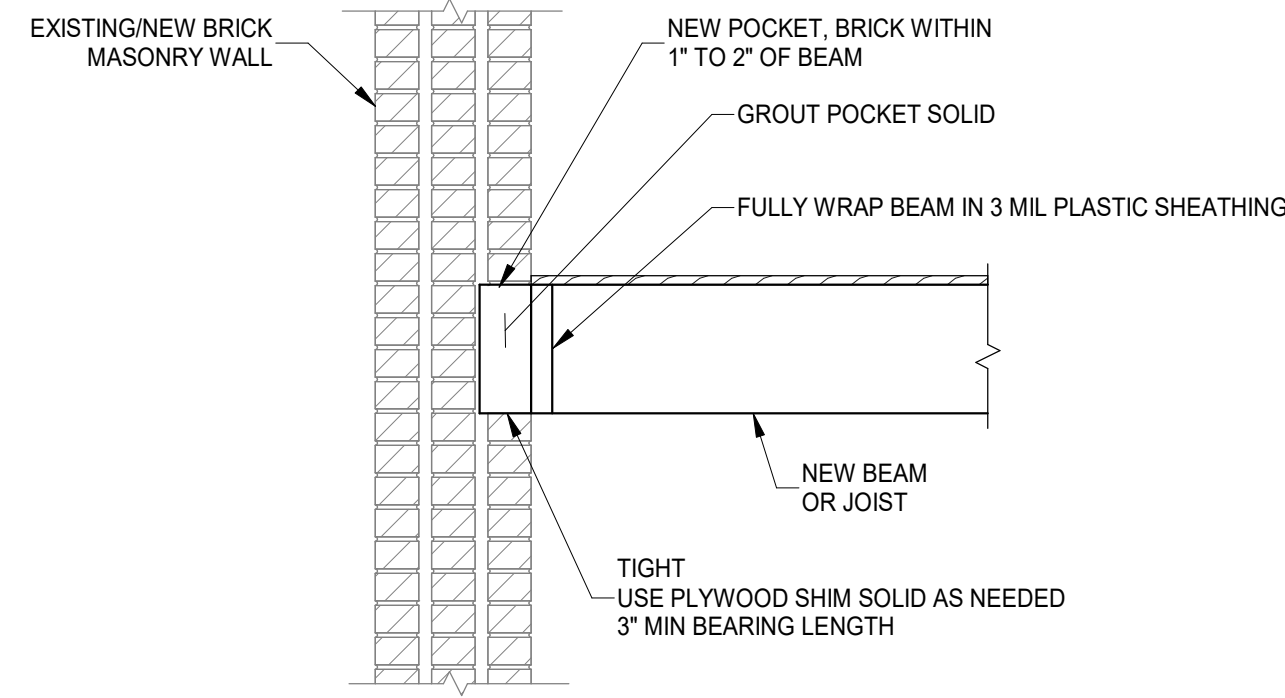 EXISTING/NEW BRICK
MASONRY WALL
NEW POCKET, BRICK WITHIN
1" TO 2" OF BEAM
GROUT POCKET SOLID
FULLY WRAP BEAM IN 3 MIL PLASTIC SHEATHING
NEW BEAM
OR JOIST
TIGHT
USE PLYWOOD SHIM SOLID AS NEEDED
3" MIN BEARING LENGTH